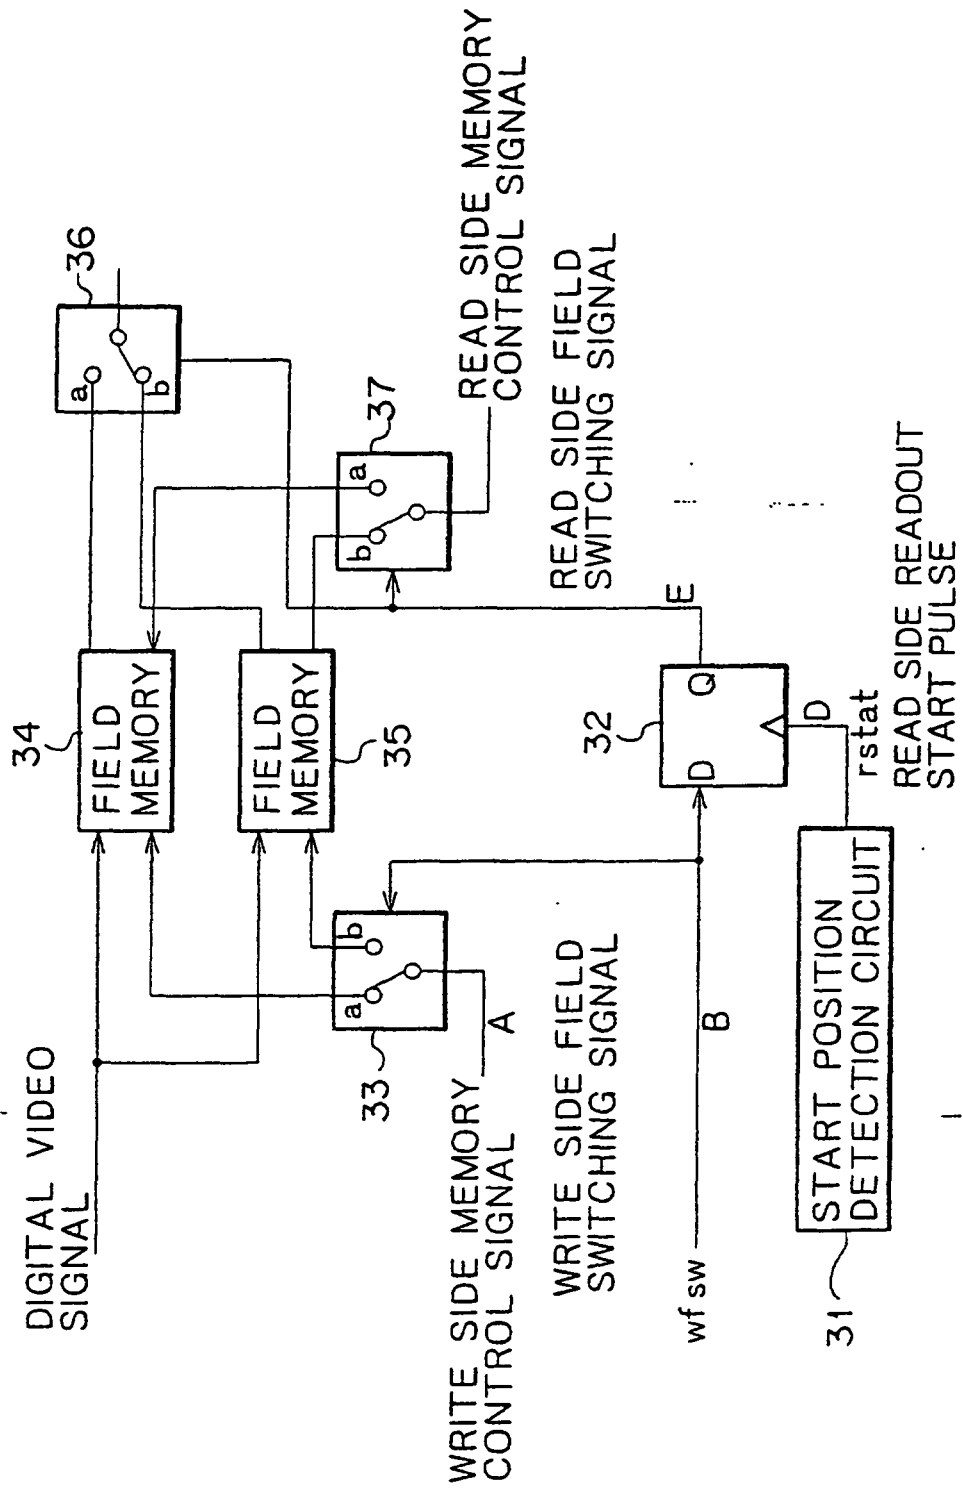 DIGITAL VIDEO
SIGNAL
34
FIELD
MEMORY
a
b
36
FIELD
MEMORY
35
a
b
33
b
a
37
WRITE SIDE MEMORY
CONTROL SIGNAL
A
READ SIDE MEMORY
CONTROL SIGNAL
WRITE SIDE FIELD
SWITCHING SIGNAL
READ SIDE FIELD
SWITCHING SIGNAL
wfsw
B
32
D
Q
E
D
rstat
READ SIDE READOUT
START PULSE
31
START POSITION
DETECTION CIRCUIT